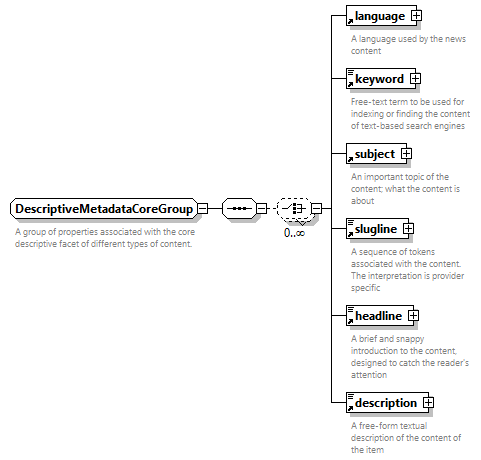 language
A language used by the news
content
keyword
Free-text term to be used for
indexing or finding the content
of text-based search engines
subject
An important topic of the
content; what the content is
about
DescriptiveMetadataCoreGroup
A group of properties associated with the core
descriptive facet of different types of content.
0..∞
slugline
A sequence of tokens
associated with the content.
The interpretation is provider
specific
headline
A brief and snappy
introduction to the content,
designed to catch the reader's
attention
description
A free-form textual
description of the content of
the item